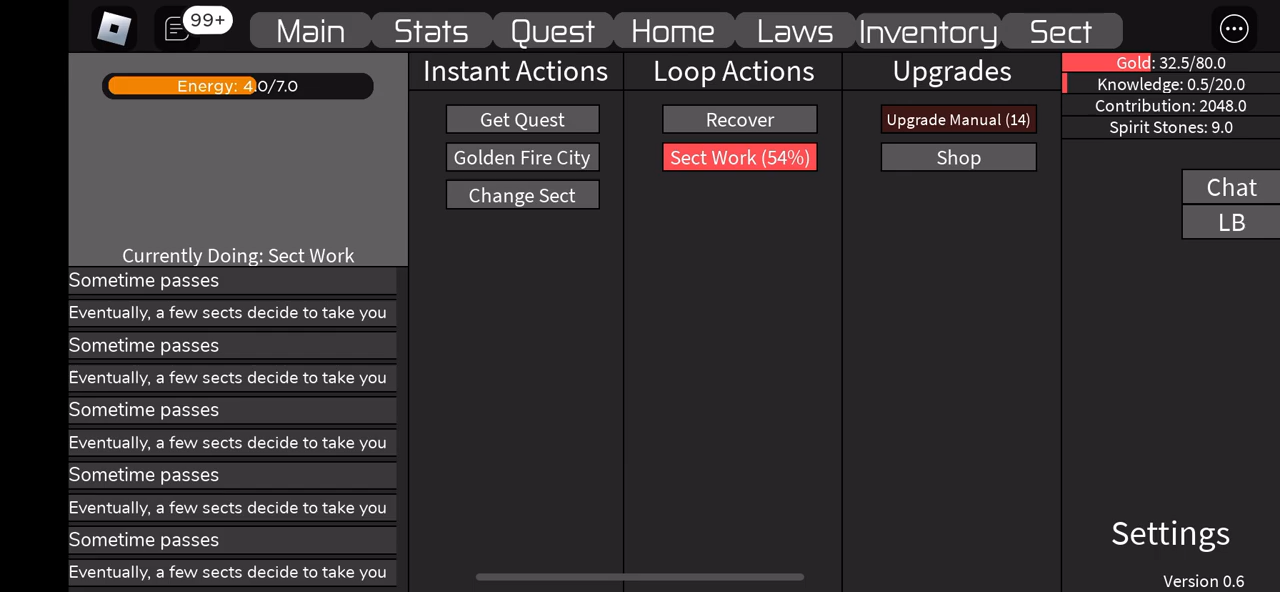 99+
Main Stats Quest Home Laws Inventory Sect
Energy: 4.0/7.0
Currently Doing: Sect Work
Sometime passes
Eventually, a few sects decide to take you
Sometime passes
Eventually, a few sects decide to take you
Sometime passes
Eventually, a few sects decide to take you
Sometime passes
Eventually, a few sects decide to take you
Sometime passes
Eventually, a few sects decide to take you
Instant Actions
Get Quest
Golden Fire City
Change Sect
Loop Actions
Recover
Sect Work (54%)
Upgrades
Upgrade Manual (14)
Shop
Gold: 32.5/80.0
Knowledge: 0.5/20.0
Contribution: 2048.0
Spirit Stones: 9.0
Chat
LB
Settings
Version 0.6